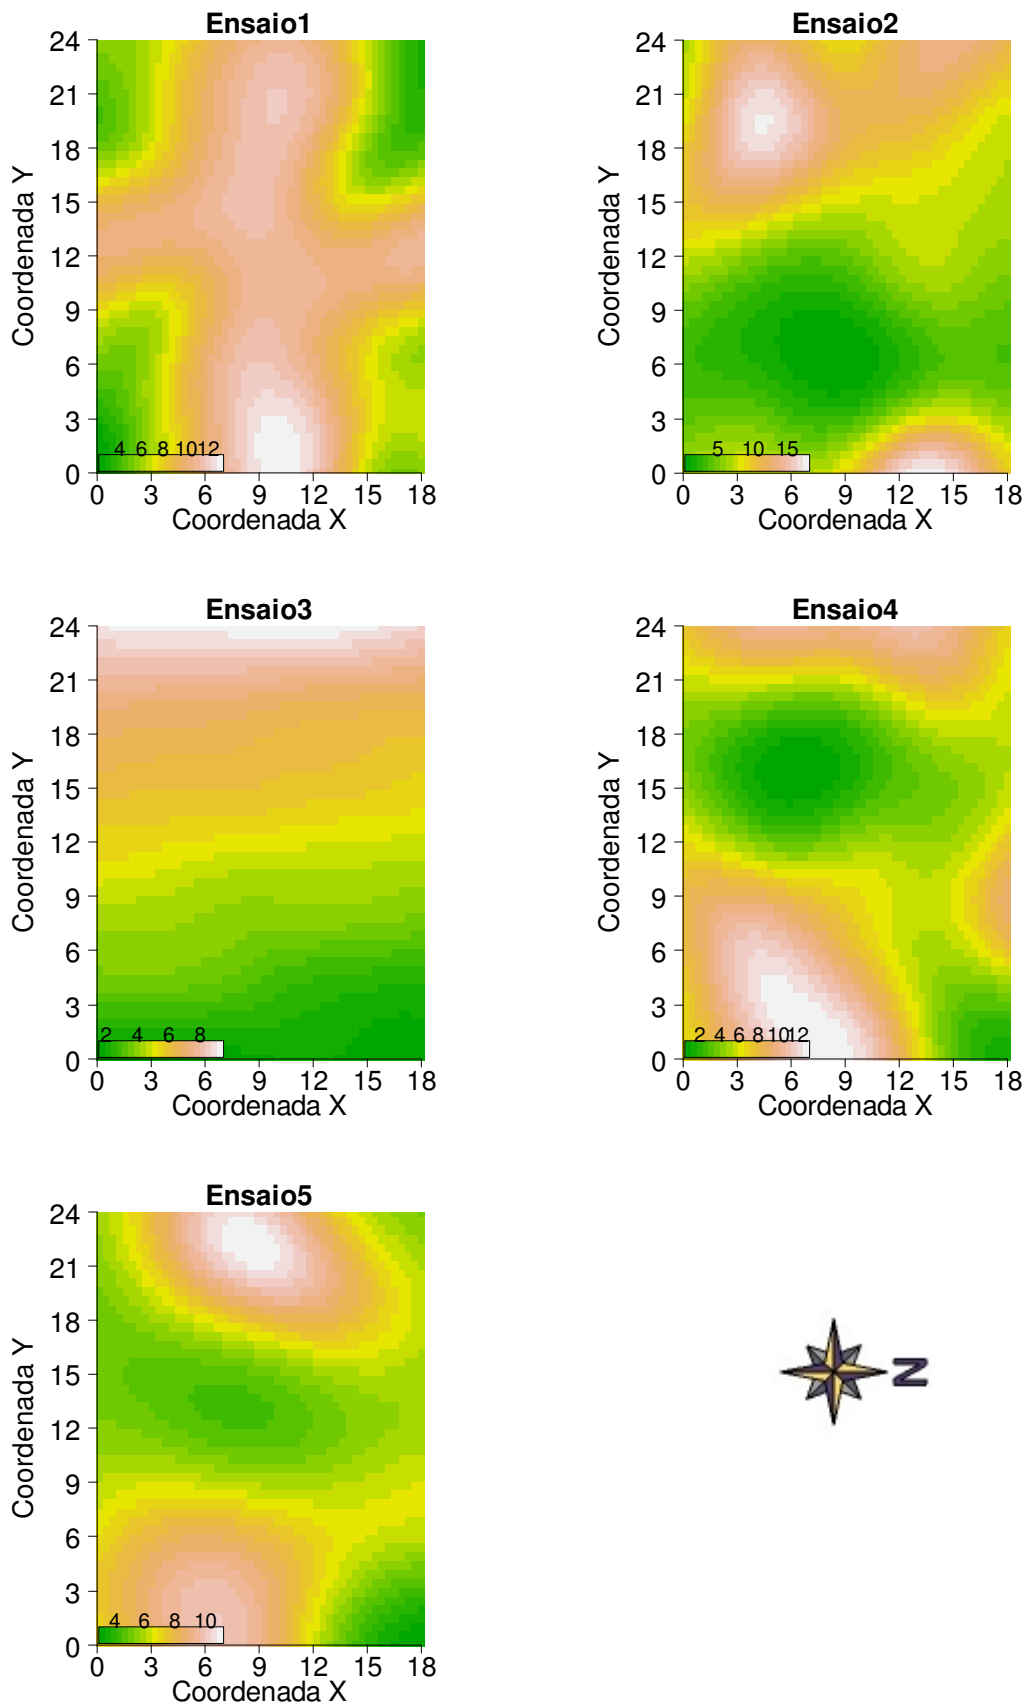 Ensaio1
24
21
18
15
12
9
6
3
0
Coordenada Y
4 6 8 10 12
0 3 6 9 12 15 18
Coordenada X
Ensaio2
24
21
18
15
12
9
6
3
0
Coordenada Y
5 10 15
0 3 6 9 12 15 18
Coordenada X
Ensaio3
24
21
18
15
12
9
6
3
0
Coordenada Y
2 4 6 8
0 3 6 9 12 15 18
Coordenada X
Ensaio4
24
21
18
15
12
9
6
3
0
Coordenada Y
2 4 6 8 10 12
0 3 6 9 12 15 18
Coordenada X
Ensaio5
24
21
18
15
12
9
6
3
0
Coordenada Y
4 6 8 10
0 3 6 9 12 15 18
Coordenada X
N